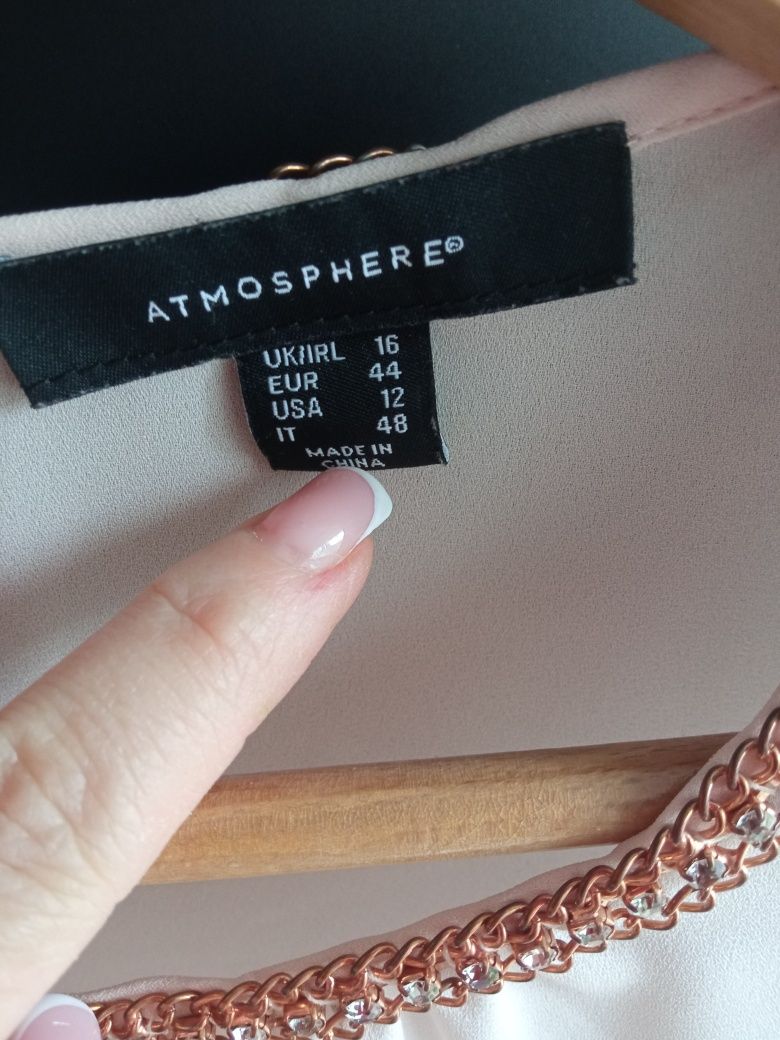 ATMOSPHERE®
UK/IRL 16
EUR 44
USA 12
IT 48
MADE IN
CHINA